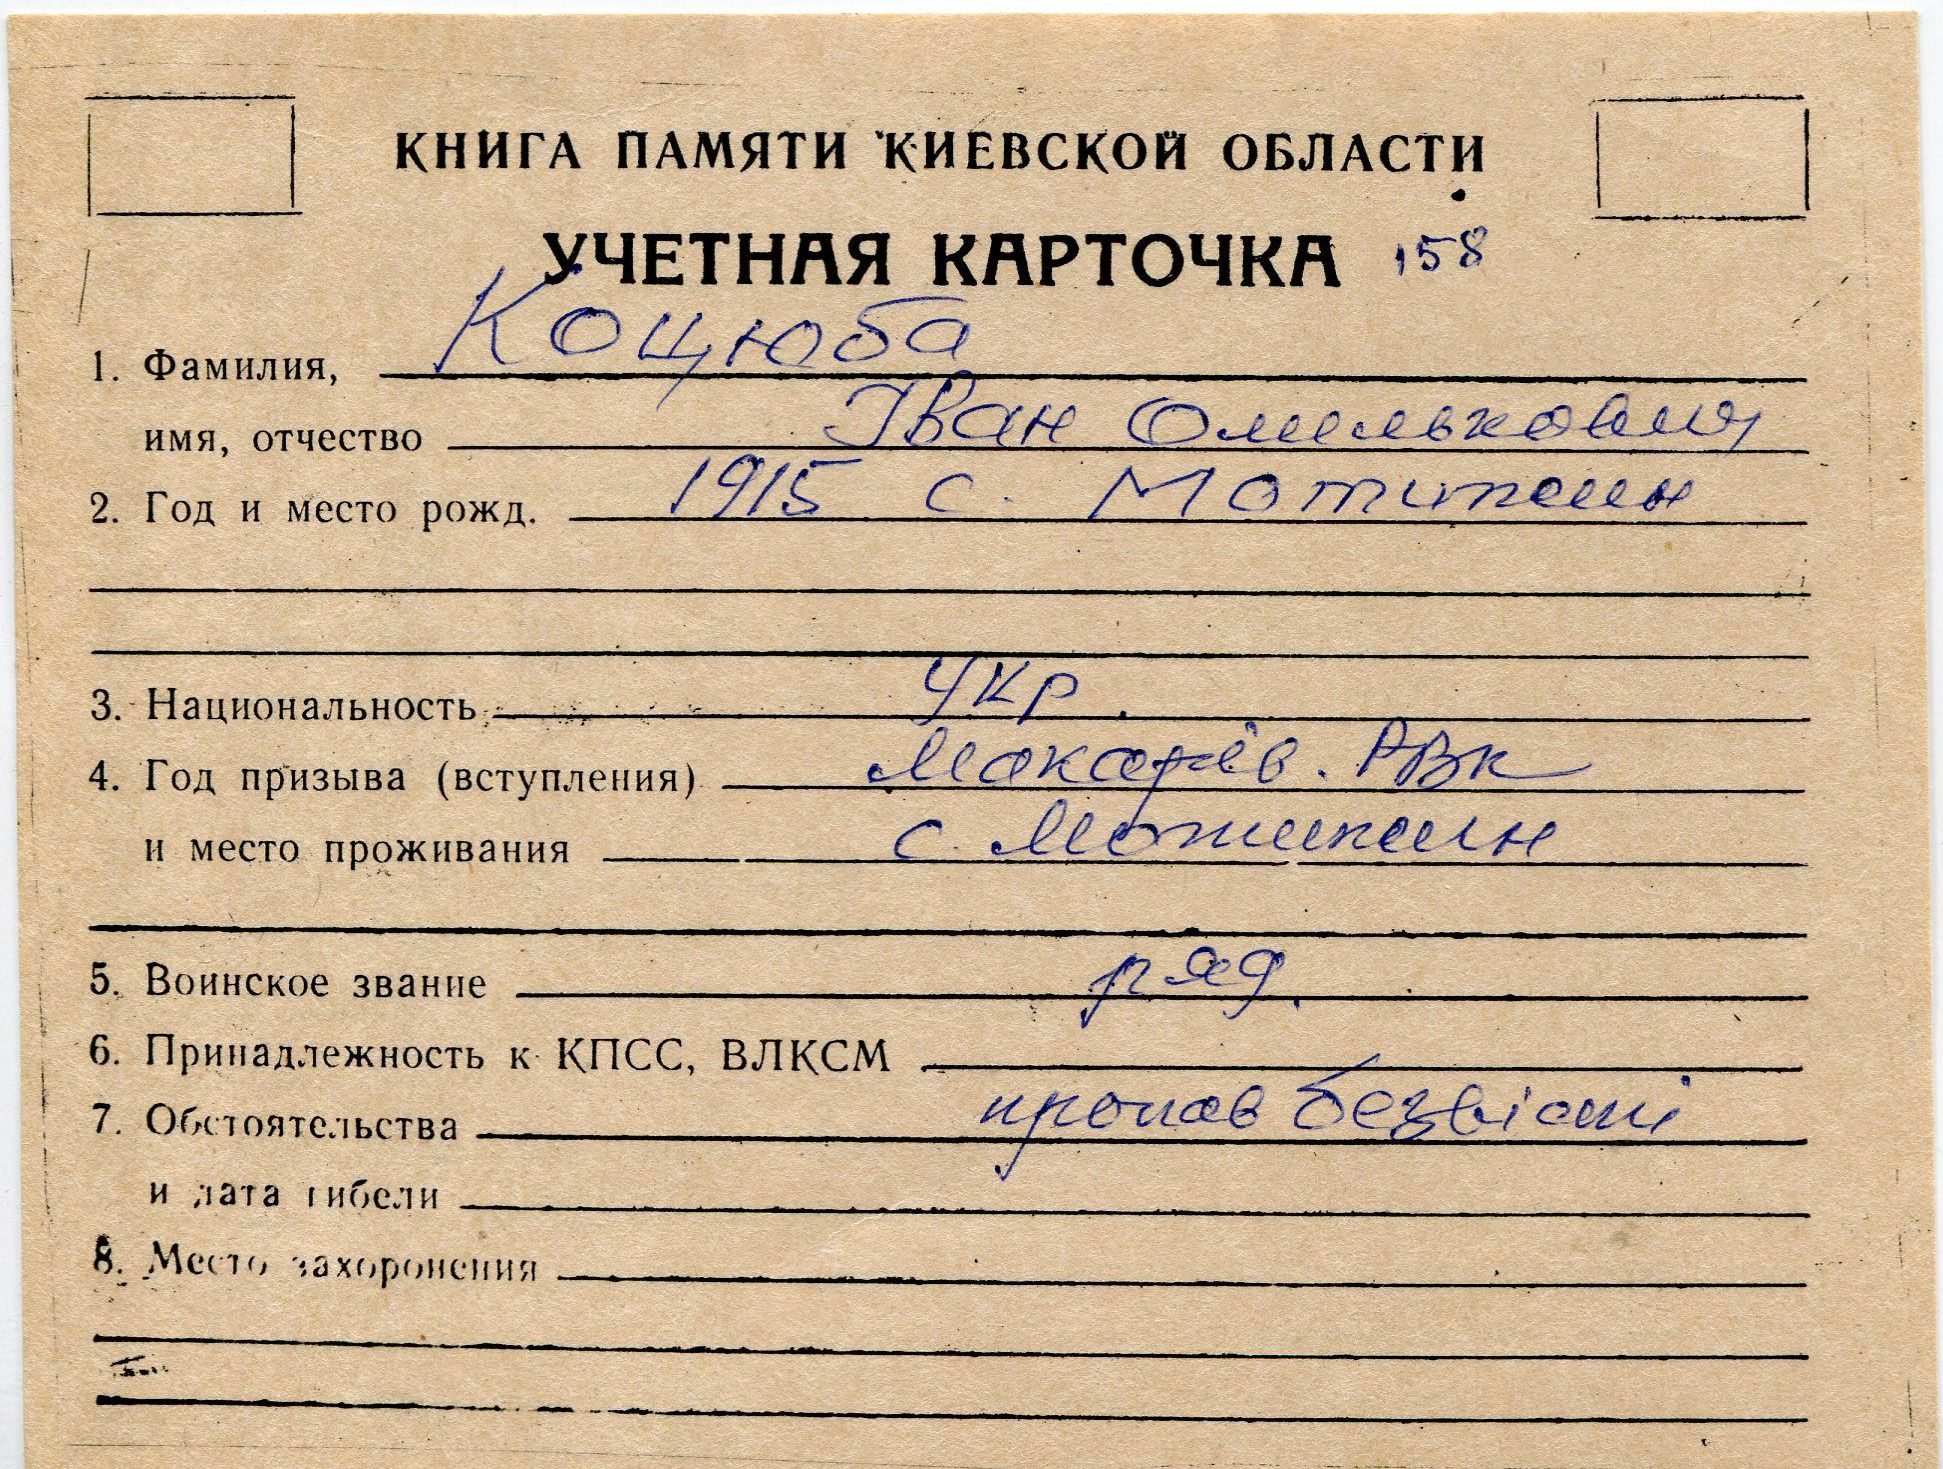 КНИГА ПАМЯТИ КИЕВСКОЙ ОБЛАСТИ
УЧЕТНАЯ КАРТОЧКА 158
1. Фамилия, Коцюба
имя, отчество Іван Омелькович
2. Год и место рожд. 1915 с. Мотижин
3. Национальность Укр.
4. Год призыва (вступления) Макарів. РВК
и место проживания с. Мотижин
5. Воинское звание ряд.
6. Принадлежность к КПСС, ВЛКСМ
7. Обстоятельства пропав безвісті
и дата гибели
8. Место захоронения